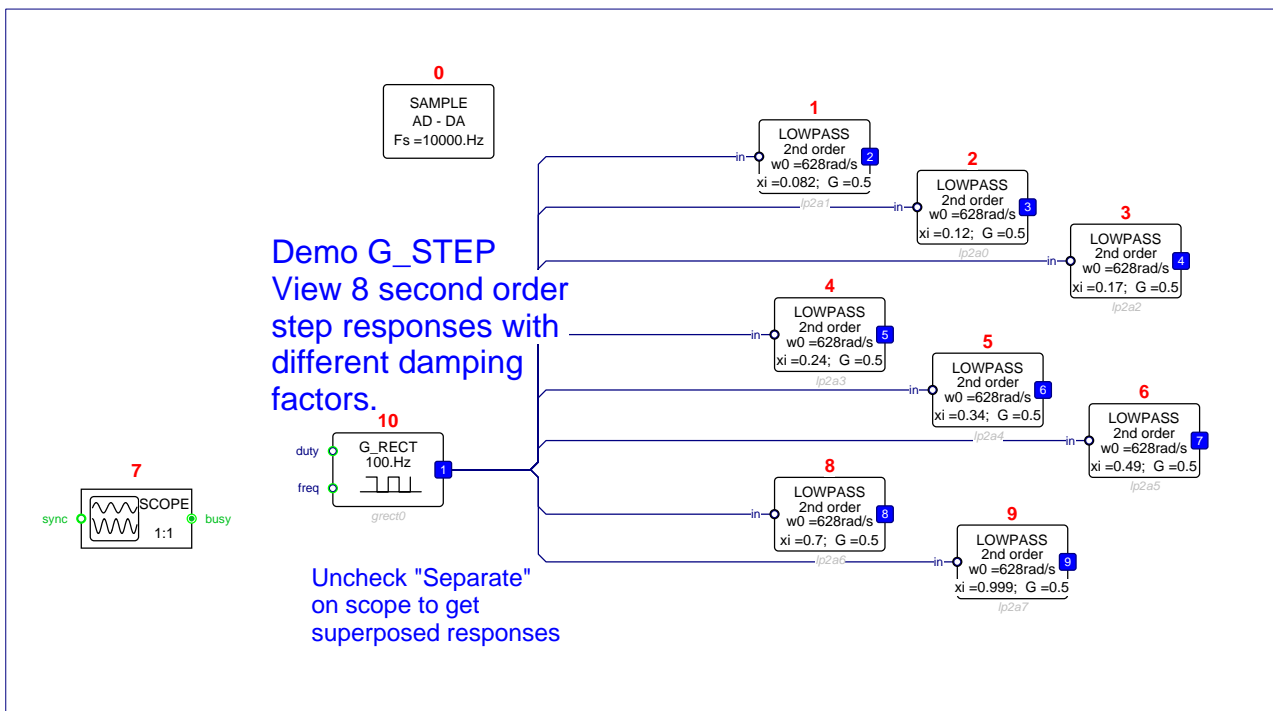 0
SAMPLE
AD - DA
Fs =10000.Hz
1
LOWPASS
2nd order
w0 =628rad/s
xi =0.082;  G =0.5
in
2
lp2a1
2
LOWPASS
2nd order
w0 =628rad/s
xi =0.12;  G =0.5
in
3
lp2a0
3
LOWPASS
2nd order
w0 =628rad/s
xi =0.17;  G =0.5
in
4
lp2a2
Demo G_STEP
View 8 second order
step responses with
different damping
factors.
4
LOWPASS
2nd order
w0 =628rad/s
xi =0.24;  G =0.5
in
5
lp2a3
5
LOWPASS
2nd order
w0 =628rad/s
xi =0.34;  G =0.5
in
6
lp2a4
6
LOWPASS
2nd order
w0 =628rad/s
xi =0.49;  G =0.5
in
7
lp2a5
10
duty
G_RECT
100.Hz
1
freq
grect0
7
SCOPE
sync
busy
1:1
8
LOWPASS
2nd order
w0 =628rad/s
xi =0.7;  G =0.5
in
8
lp2a6
9
LOWPASS
2nd order
w0 =628rad/s
xi =0.999;  G =0.5
in
9
lp2a7
Uncheck "Separate"
on scope to get
superposed responses